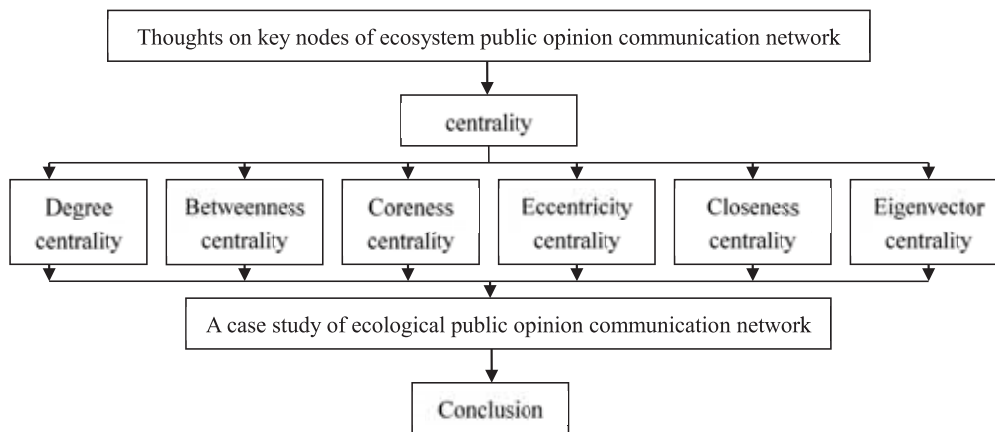 Thoughts on key nodes of ecosystem public opinion communication network
centrality
Degree
centrality
Betweenness
centrality
Coreness
centrality
Eccentricity
centrality
Closeness
centrality
Eigenvector
centrality
A case study of ecological public opinion communication network
Conclusion